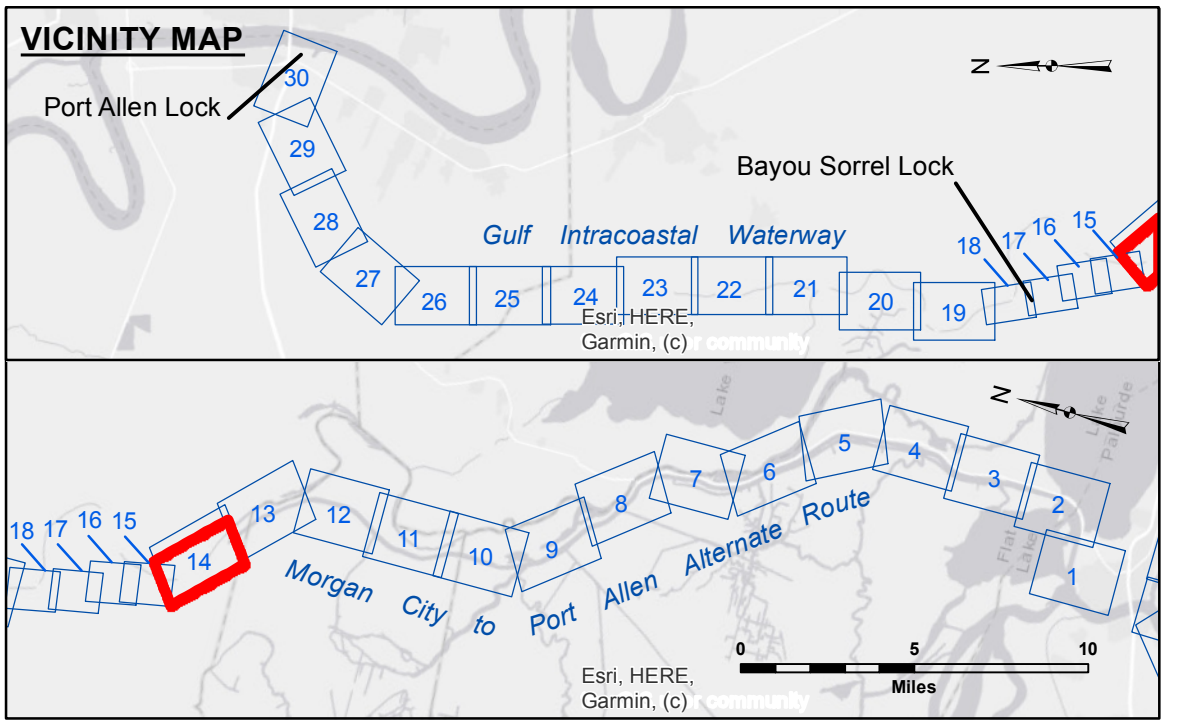 VICINITY MAP
Port Allen Lock
30
29
28
27
26
25
24
23
22
21
20
19
18
17
16
15
N
Bayou Sorrel Lock
Gulf Intracoastal Waterway
Esri, HERE,
Garmin, (c)
r community
18
17
16
15
14
13
12
11
10
9
8
7
6
5
4
3
2
1
N
Lake
Lake
Flat
Lake
Morgan City to Port Allen Alternate Route
0 5 10
Miles
Esri, HERE,
Garmin, (c)
r community